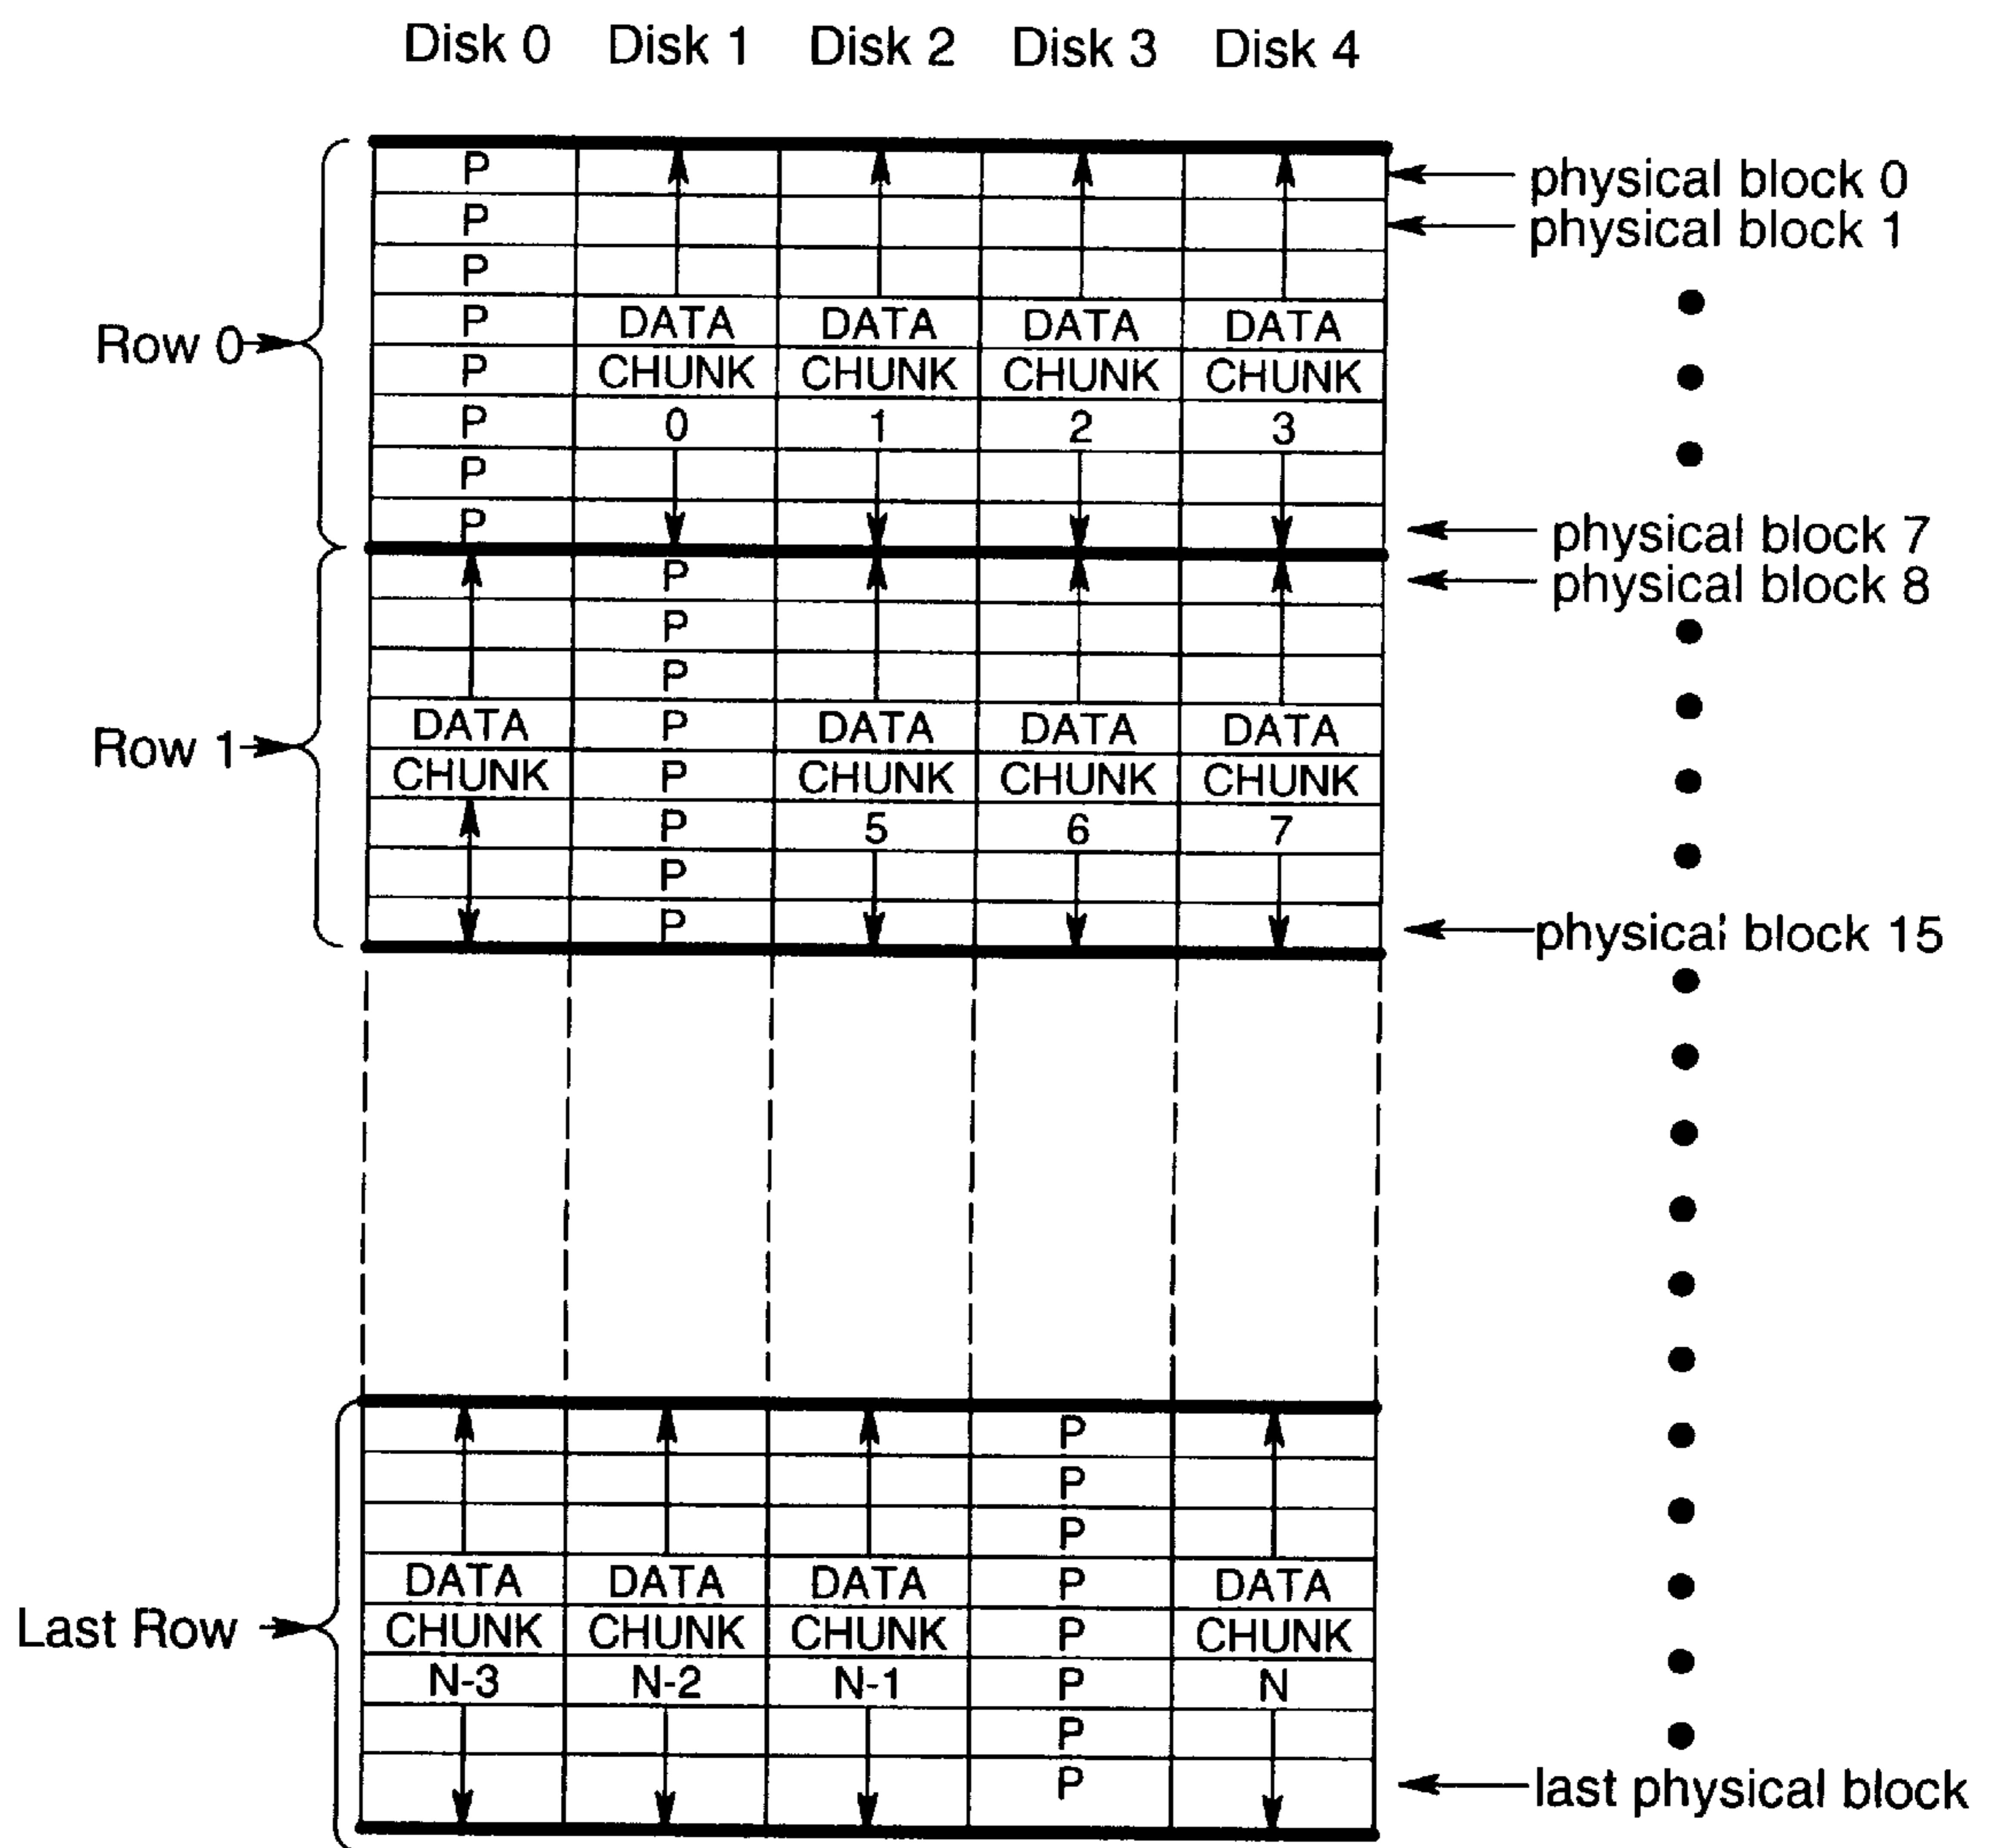 Disk 0 Disk 1 Disk 2 Disk 3 Disk 4
P physical block 0
P physical block 1
P
Row 0 P DATA DATA DATA DATA
P CHUNK CHUNK CHUNK CHUNK
P 0 1 2 3
P
P physical block 7
P physical block 8
P
P
Row 1 DATA P DATA DATA DATA
CHUNK P CHUNK CHUNK CHUNK
P 5 6 7
P
P physical block 15
P
P
P
DATA DATA DATA P DATA
Last Row CHUNK CHUNK CHUNK P CHUNK
N-3 N-2 N-1 P N
P
P last physical block